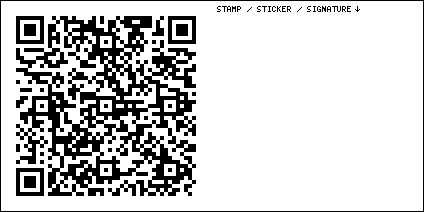 STAMP / STICKER / SIGNATURE ↓